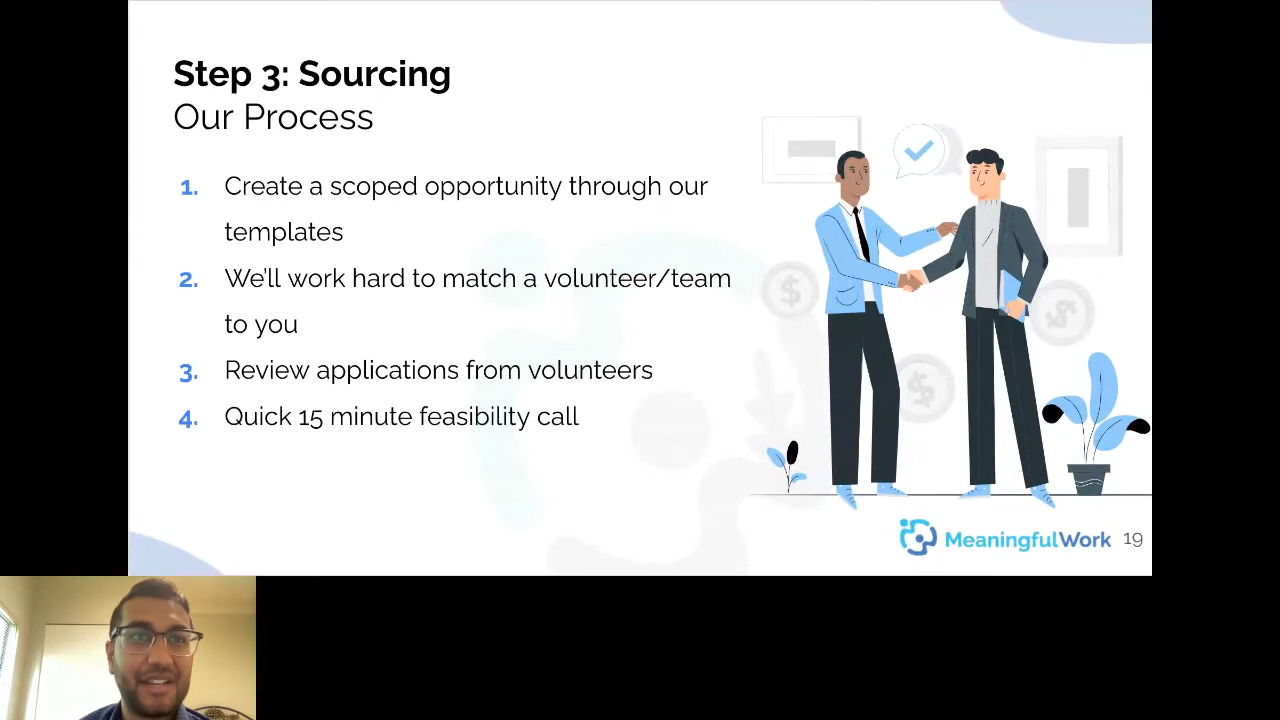 Step 3: Sourcing
Our Process
1. Create a scoped opportunity through our
templates
2. We'll work hard to match a volunteer/team
to you
3. Review applications from volunteers
4. Quick 15 minute feasibility call
$
$
$
MeaningfulWork 19